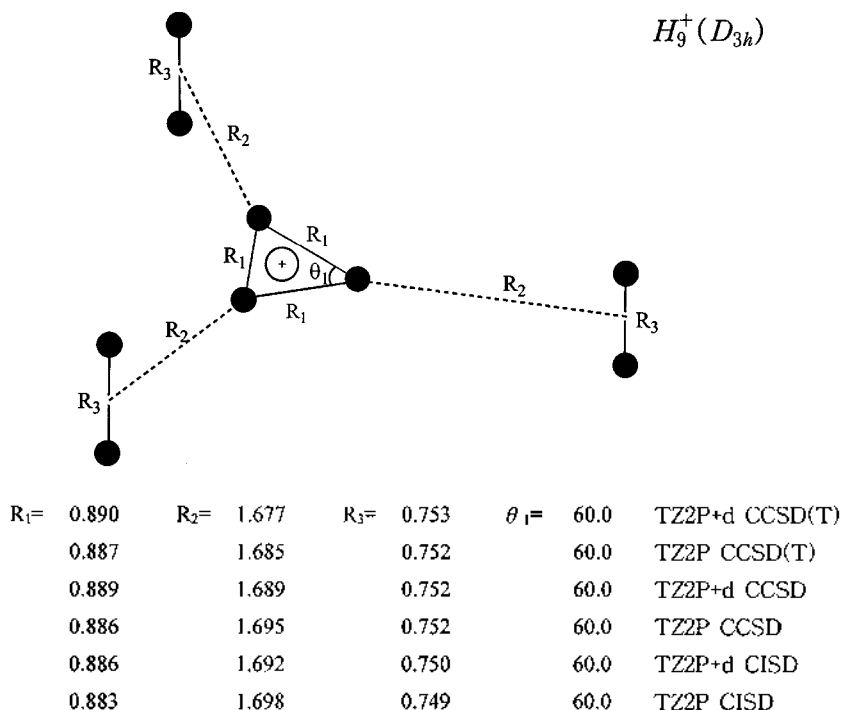 H₉⁺(D₃ₕ)
R₃
R₂
R₁
R₁
θ₁
+
R₁
R₂
R₃
R₂
R₃
R₁= 0.890 R₂= 1.677 R₃= 0.753 θ₁= 60.0 TZ2P+d CCSD(T)
0.887 1.685 0.752 60.0 TZ2P CCSD(T)
0.889 1.689 0.752 60.0 TZ2P+d CCSD
0.886 1.695 0.752 60.0 TZ2P CCSD
0.886 1.692 0.750 60.0 TZ2P+d CISD
0.883 1.698 0.749 60.0 TZ2P CISD